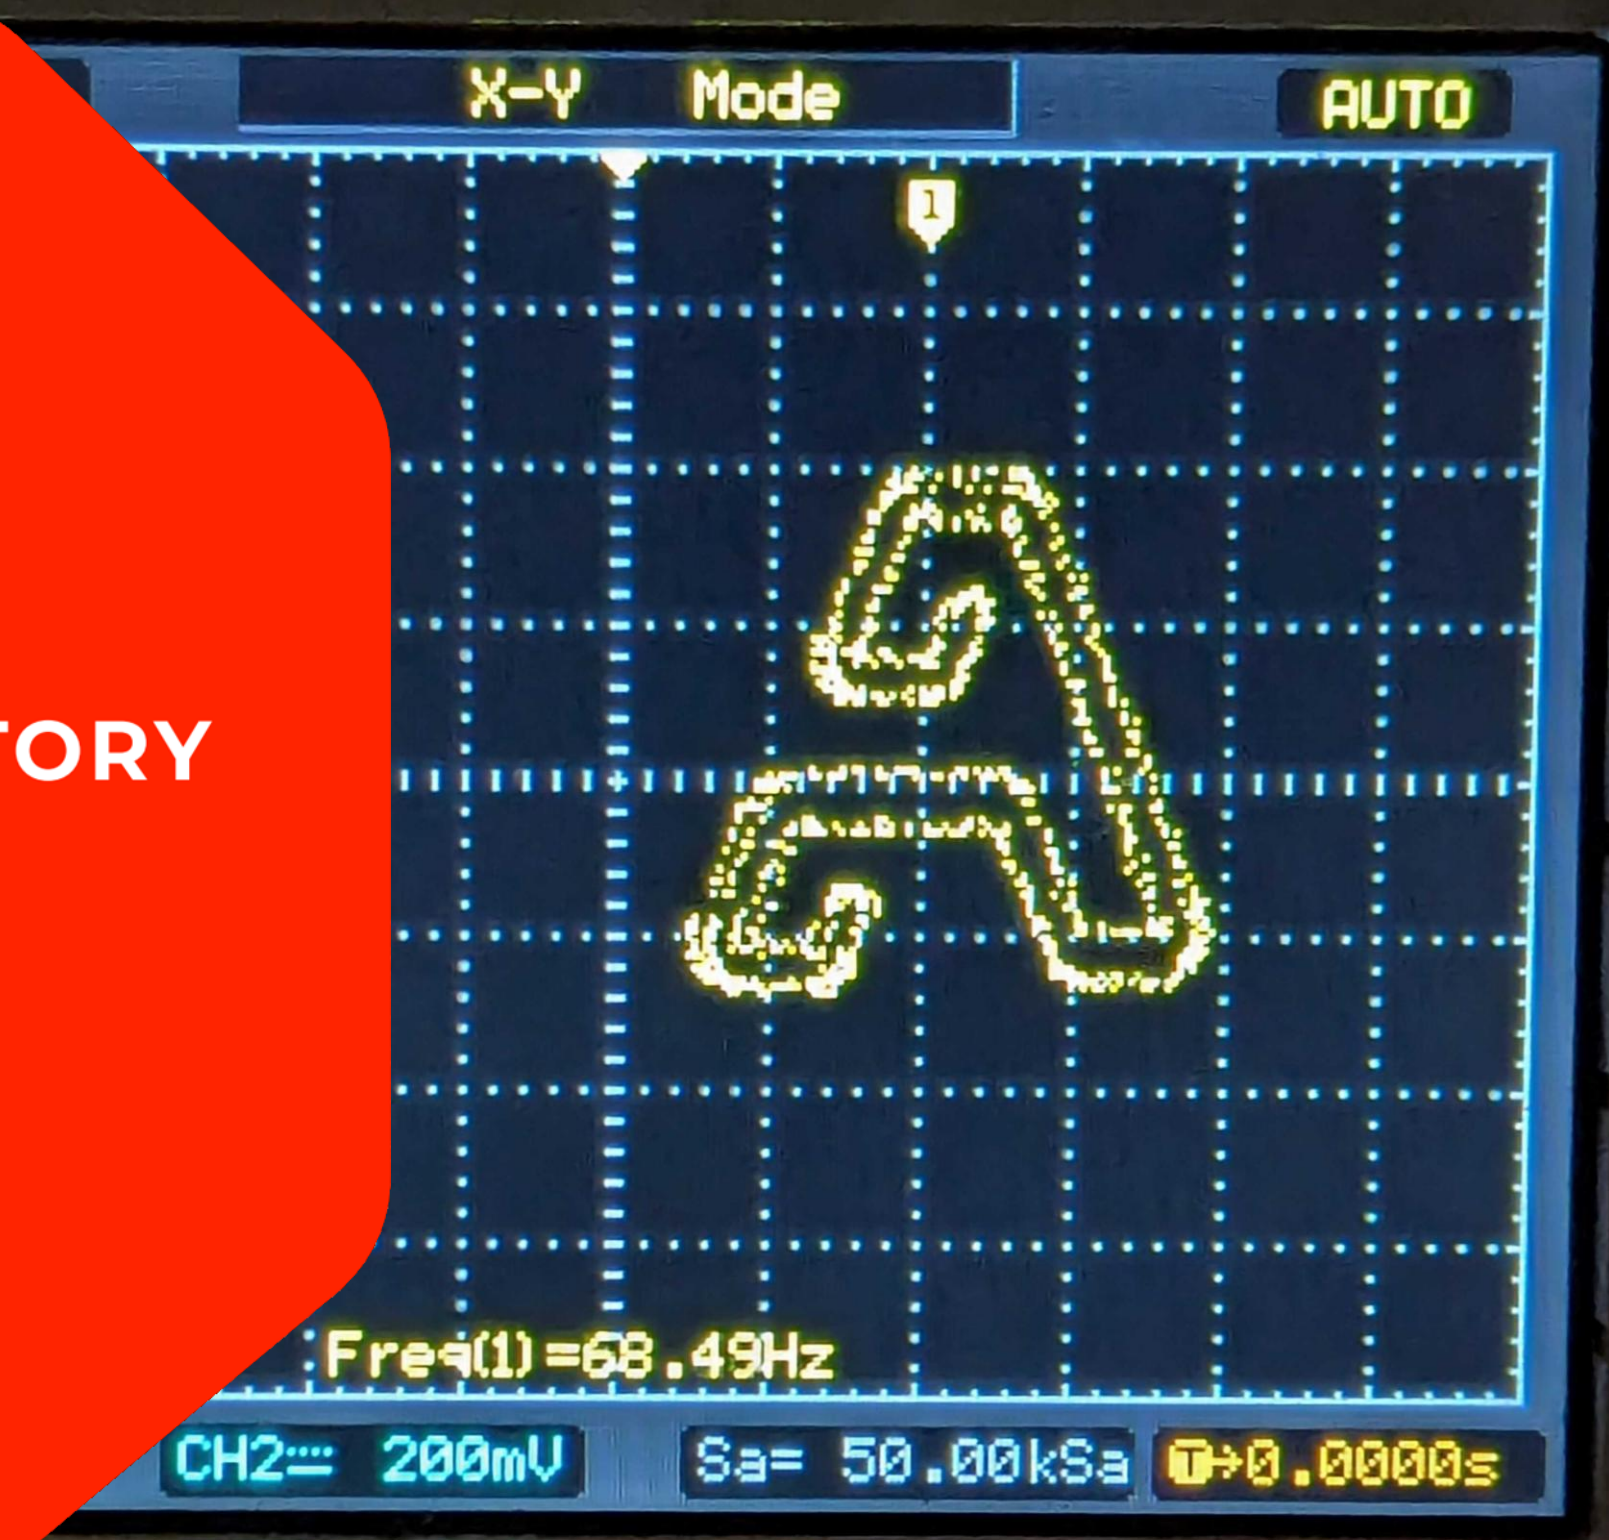 X-Y Mode
AUTO
1
TORY
Freq(1)=68.49Hz
CH2 200mV
Sa= 50.00kSa
T→0.0000s